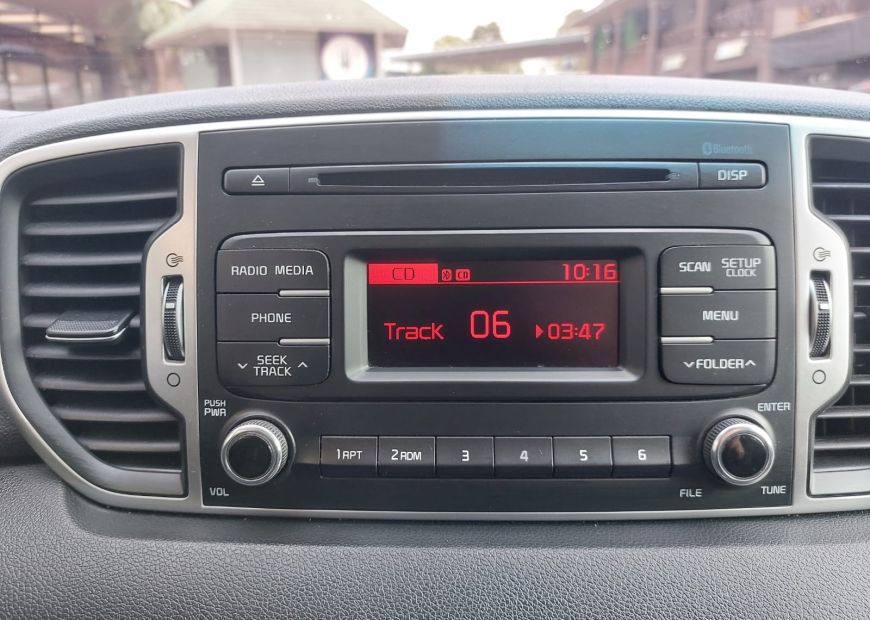 Bluetooth
DISP
RADIO MEDIA
CD CD 10:16
SCAN
SETUP
CLOCK
PHONE
Track 06 03:47
MENU
SEEK
TRACK
FOLDER
PUSH
PWR
ENTER
1 RPT 2 RDM 3 4 5 6
VOL
FILE
TUNE